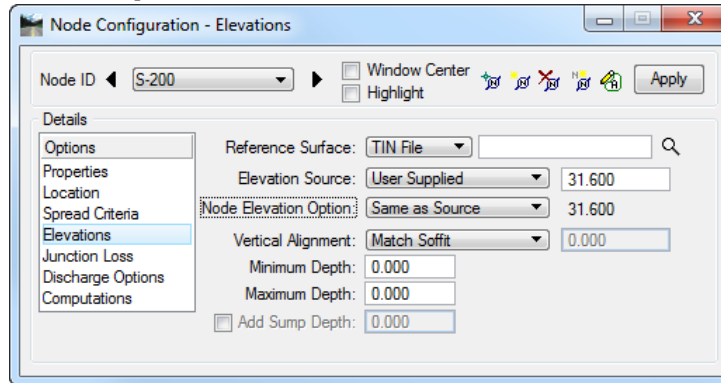 Node Configuration - Elevations
Node ID S-200 Window Center Apply
Highlight
Details
Options
Properties
Location
Spread Criteria
Elevations
Junction Loss
Discharge Options
Computations
Reference Surface: TIN File
Elevation Source: User Supplied 31.600
Node Elevation Option: Same as Source 31.600
Vertical Alignment: Match Soffit 0.000
Minimum Depth: 0.000
Maximum Depth: 0.000
Add Sump Depth: 0.000